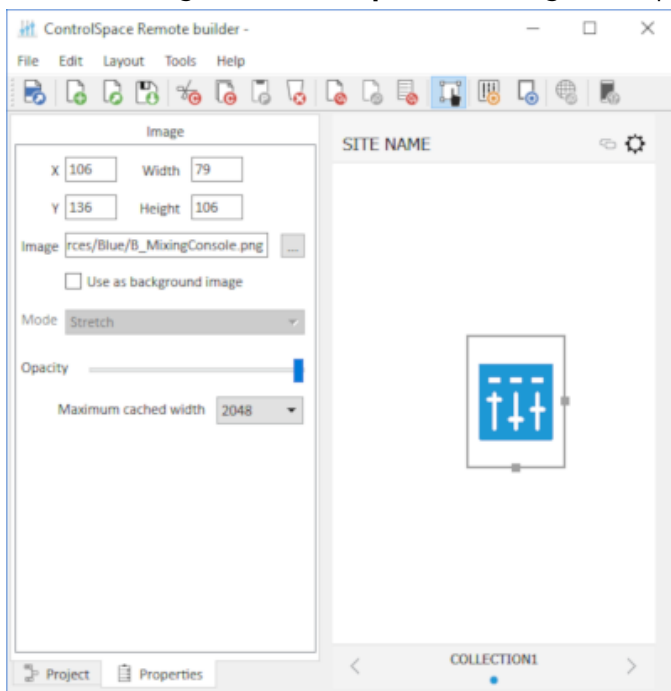 ControlSpace Remote builder -
File Edit Layout Tools Help
Image
X 106 Width 79
Y 136 Height 106
Image rces/Blue/B_MixingConsole.png ...
Use as background image
Mode Stretch
Opacity
Maximum cached width 2048
Project Properties
SITE NAME
COLLECTION1